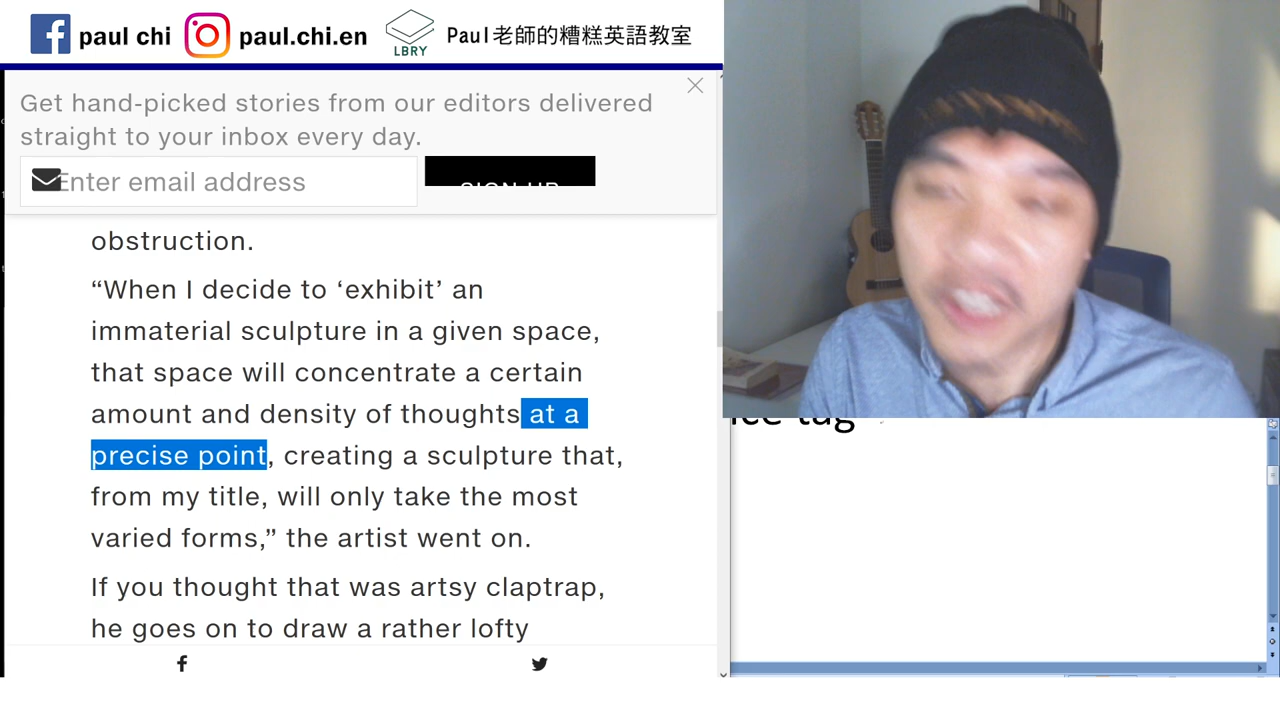 paul chi paul.chi.en LBRY Paul老師的糟糕英語教室
Get hand-picked stories from our editors delivered
straight to your inbox every day.
Enter email address SIGN UP
obstruction.
“When I decide to ‘exhibit’ an
immaterial sculpture in a given space,
that space will concentrate a certain
amount and density of thoughts at a
precise point, creating a sculpture that,
from my title, will only take the most
varied forms,” the artist went on.
If you thought that was artsy claptrap,
he goes on to draw a rather lofty
tag